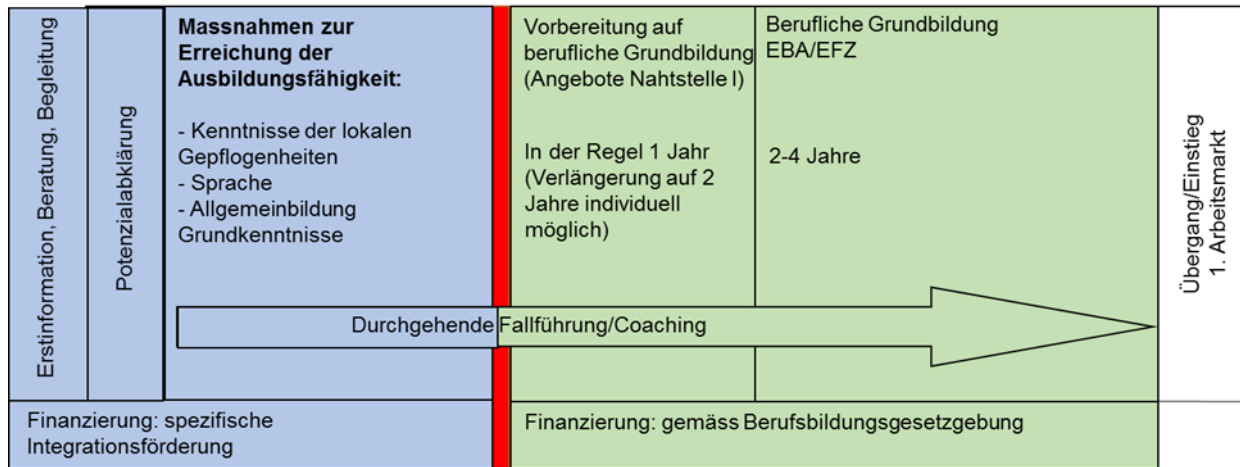 Erstinformation, Beratung, Begleitung
Potenzialabklärung
Massnahmen zur
Erreichung der
Ausbildungsfähigkeit:
- Kenntnisse der lokalen
Gepflogenheiten
- Sprache
- Allgemeinbildung
Grundkenntnisse
Vorbereitung auf
berufliche Grundbildung
(Angebote Nahtstelle I)
In der Regel 1 Jahr
(Verlängerung auf 2
Jahre individuell
möglich)
Berufliche Grundbildung
EBA/EFZ
2-4 Jahre
Übergang/Einstieg
1. Arbeitsmarkt
Durchgehende Fallführung/Coaching
Finanzierung: spezifische
Integrationsförderung
Finanzierung: gemäss Berufsbildungsgesetzgebung